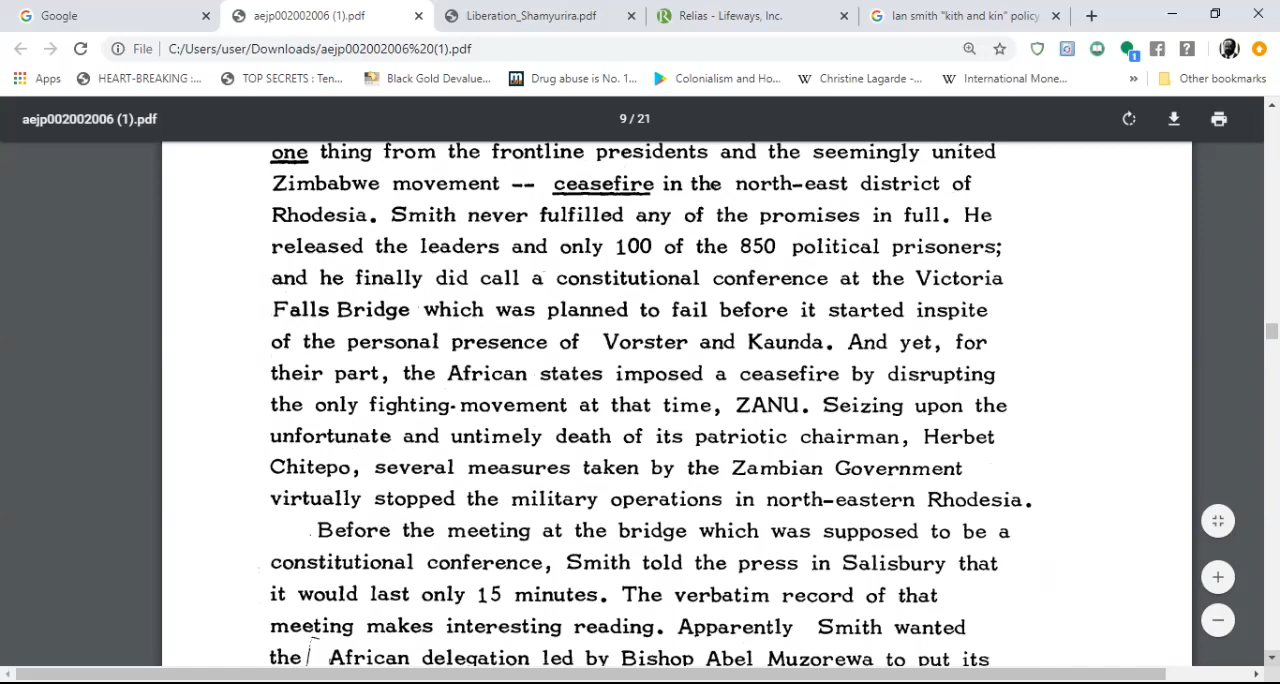 Google
aejp002002006 (1).pdf
Liberation_Shamyurira.pdf
Relias - Lifeways, Inc.
Ian smith "kith and kin" policy
File
C:/Users/user/Downloads/aejp002002006%20(1).pdf
1
Apps
HEART-BREAKING :...
TOP SECRETS : Ten...
Black Gold Devalue...
Drug abuse is No. 1...
Colonialism and Ho...
Christine Lagarde -...
International Mone...
»
Other bookmarks
aejp002002006 (1).pdf
9 / 21
one thing from the frontline presidents and the seemingly united
Zimbabwe movement -- ceasefire in the north-east district of
Rhodesia. Smith never fulfilled any of the promises in full. He
released the leaders and only 100 of the 850 political prisoners;
and he finally did call a constitutional conference at the Victoria
Falls Bridge which was planned to fail before it started inspite
of the personal presence of Vorster and Kaunda. And yet, for
their part, the African states imposed a ceasefire by disrupting
the only fighting-movement at that time, ZANU. Seizing upon the
unfortunate and untimely death of its patriotic chairman, Herbet
Chitepo, several measures taken by the Zambian Government
virtually stopped the military operations in north-eastern Rhodesia.
Before the meeting at the bridge which was supposed to be a
constitutional conference, Smith told the press in Salisbury that
it would last only 15 minutes. The verbatim record of that
meeting makes interesting reading. Apparently Smith wanted
the African delegation led by Bishop Abel Muzorewa to put its